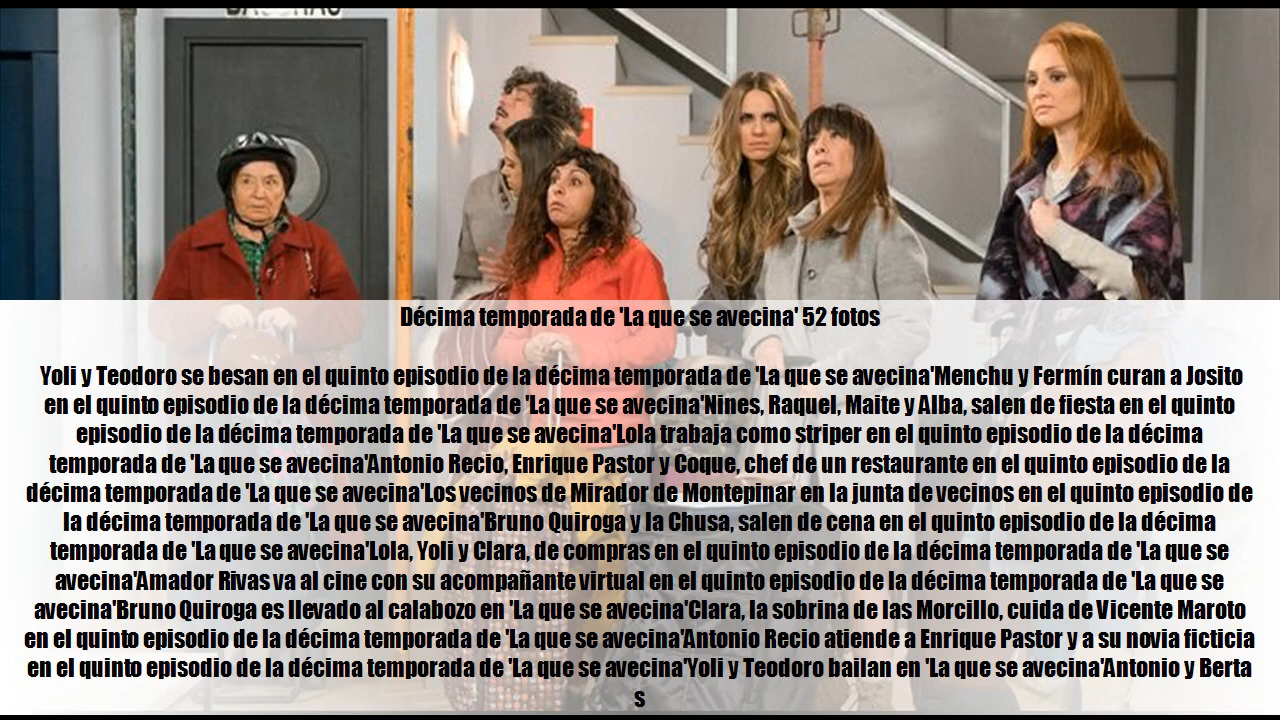 Décima temporada de 'La que se avecina' 52 fotos
Yoli y Teodoro se besan en el quinto episodio de la décima temporada de 'La que se avecina'Menchu y Fermín curan a Josito
en el quinto episodio de la décima temporada de 'La que se avecina'Nines, Raquel, Maite y Alba, salen de fiesta en el quinto
episodio de la décima temporada de 'La que se avecina'Lola trabaja como striper en el quinto episodio de la décima
temporada de 'La que se avecina'Antonio Recio, Enrique Pastor y Coque, chef de un restaurante en el quinto episodio de la
décima temporada de 'La que se avecina'Los vecinos de Mirador de Montepinar en la junta de vecinos en el quinto episodio de
la décima temporada de 'La que se avecina'Bruno Quiroga y la Chusa, salen de cena en el quinto episodio de la décima
temporada de 'La que se avecina'Lola, Yoli y Clara, de compras en el quinto episodio de la décima temporada de 'La que se
avecina'Amador Rivas va al cine con su acompañante virtual en el quinto episodio de la décima temporada de 'La que se
avecina'Bruno Quiroga es llevado al calabozo en 'La que se avecina'Clara, la sobrina de las Morcillo, cuida de Vicente Maroto
en el quinto episodio de la décima temporada de 'La que se avecina'Antonio Recio atiende a Enrique Pastor y a su novia ficticia
en el quinto episodio de la décima temporada de 'La que se avecina'Yoli y Teodoro bailan en 'La que se avecina'Antonio y Berta
s